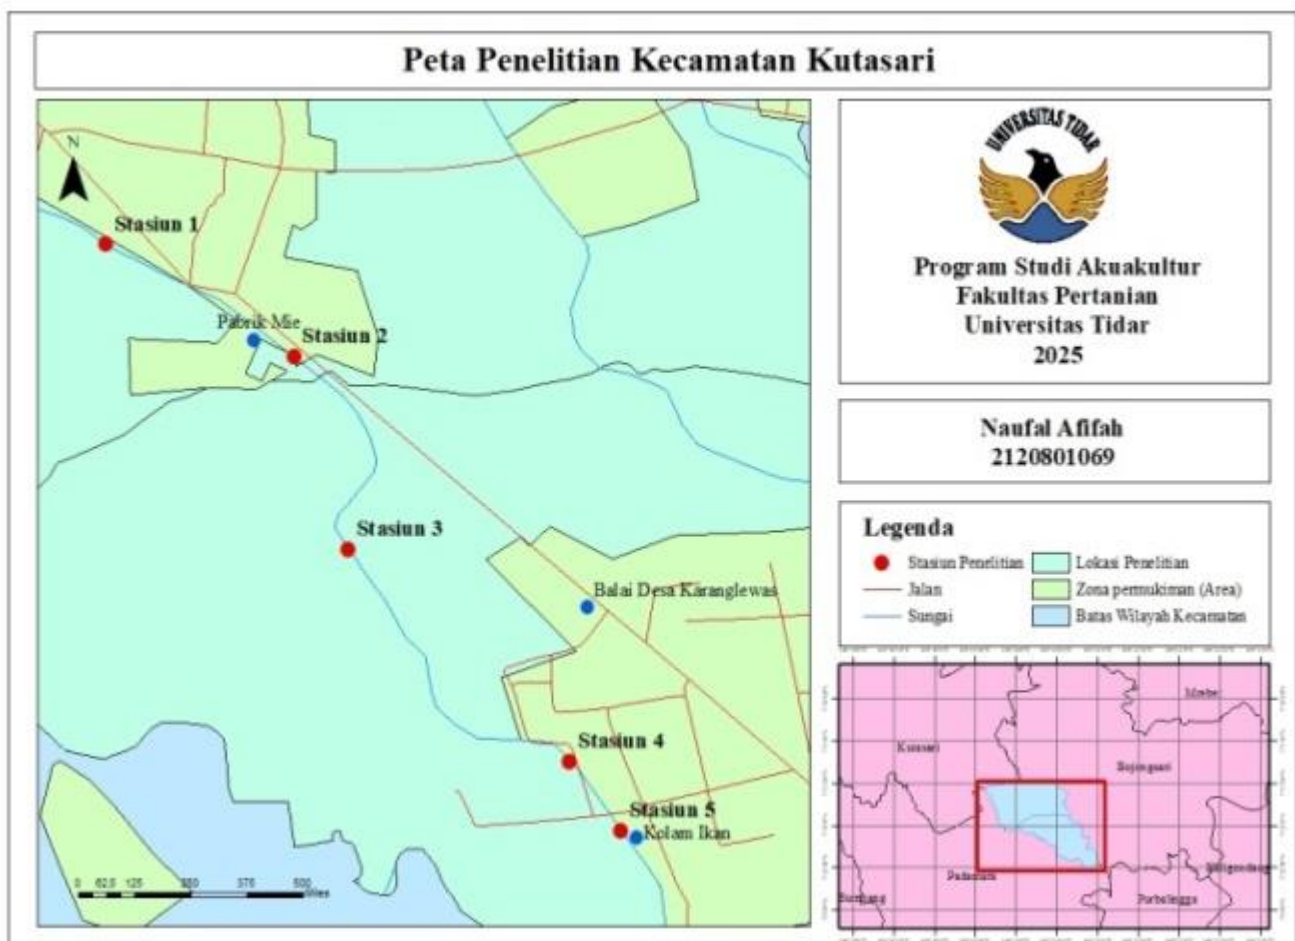 Peta Penelitian Kecamatan Kutasari
N
Stasiun 1
Pabrik Mie
Stasiun 2
Stasiun 3
Balai Desa Karanglewas
Stasiun 4
Stasiun 5
Kolam Ikan
0 62,5 125 250 375 500
UNIVERSITAS TIDAR
Program Studi Akuakultur
Fakultas Pertanian
Universitas Tidar
2025
Naufal Afifah
2120801069
Legenda
Stasiun Penelitian
Jalan
Sungai
Lokasi Penelitian
Zona permukiman (Area)
Batas Wilayah Kecamatan
Mrebet
Kutasari
Bojongsari
Padamara
Purbalingga